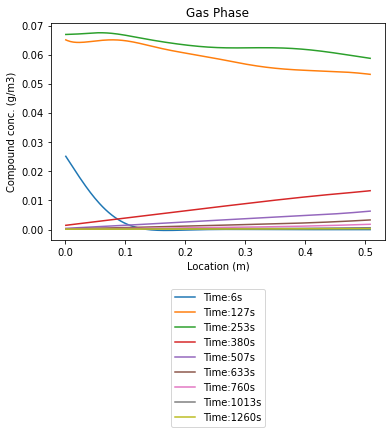 Gas Phase
0.07
0.06
0.05
0.04
0.03
0.02
0.01
0.00
Compound conc. (g/m3)
0.0 0.1 0.2 0.3 0.4 0.5
Location (m)
Time:6s
Time:127s
Time:253s
Time:380s
Time:507s
Time:633s
Time:760s
Time:1013s
Time:1260s